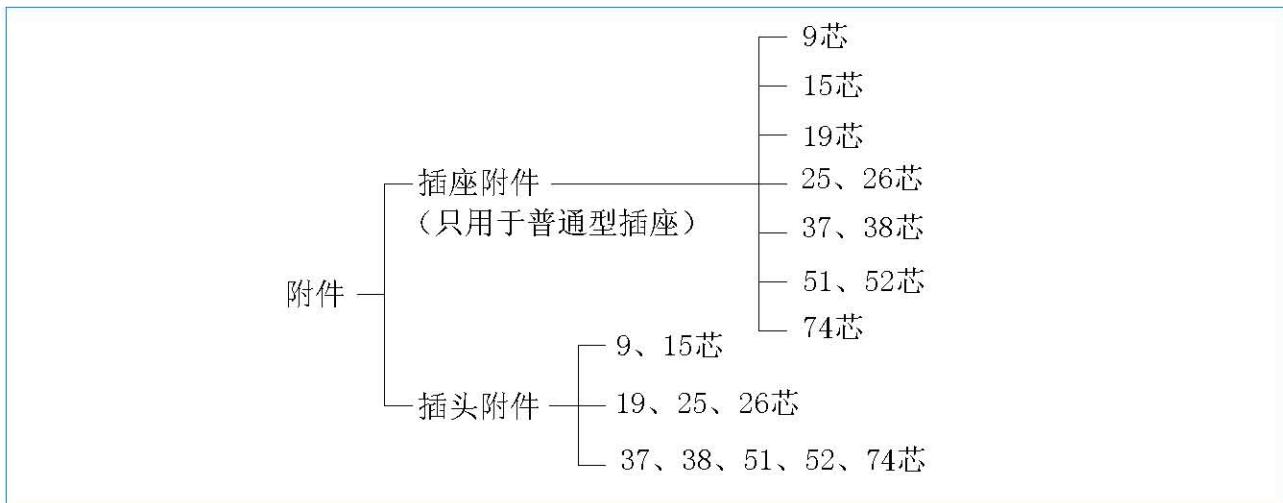 9芯
15芯
19芯
插座附件
25、26芯
（只用于普通型插座）
37、38芯
51、52芯
附件
74芯
9、15芯
插头附件
19、25、26芯
37、38、51、52、74芯